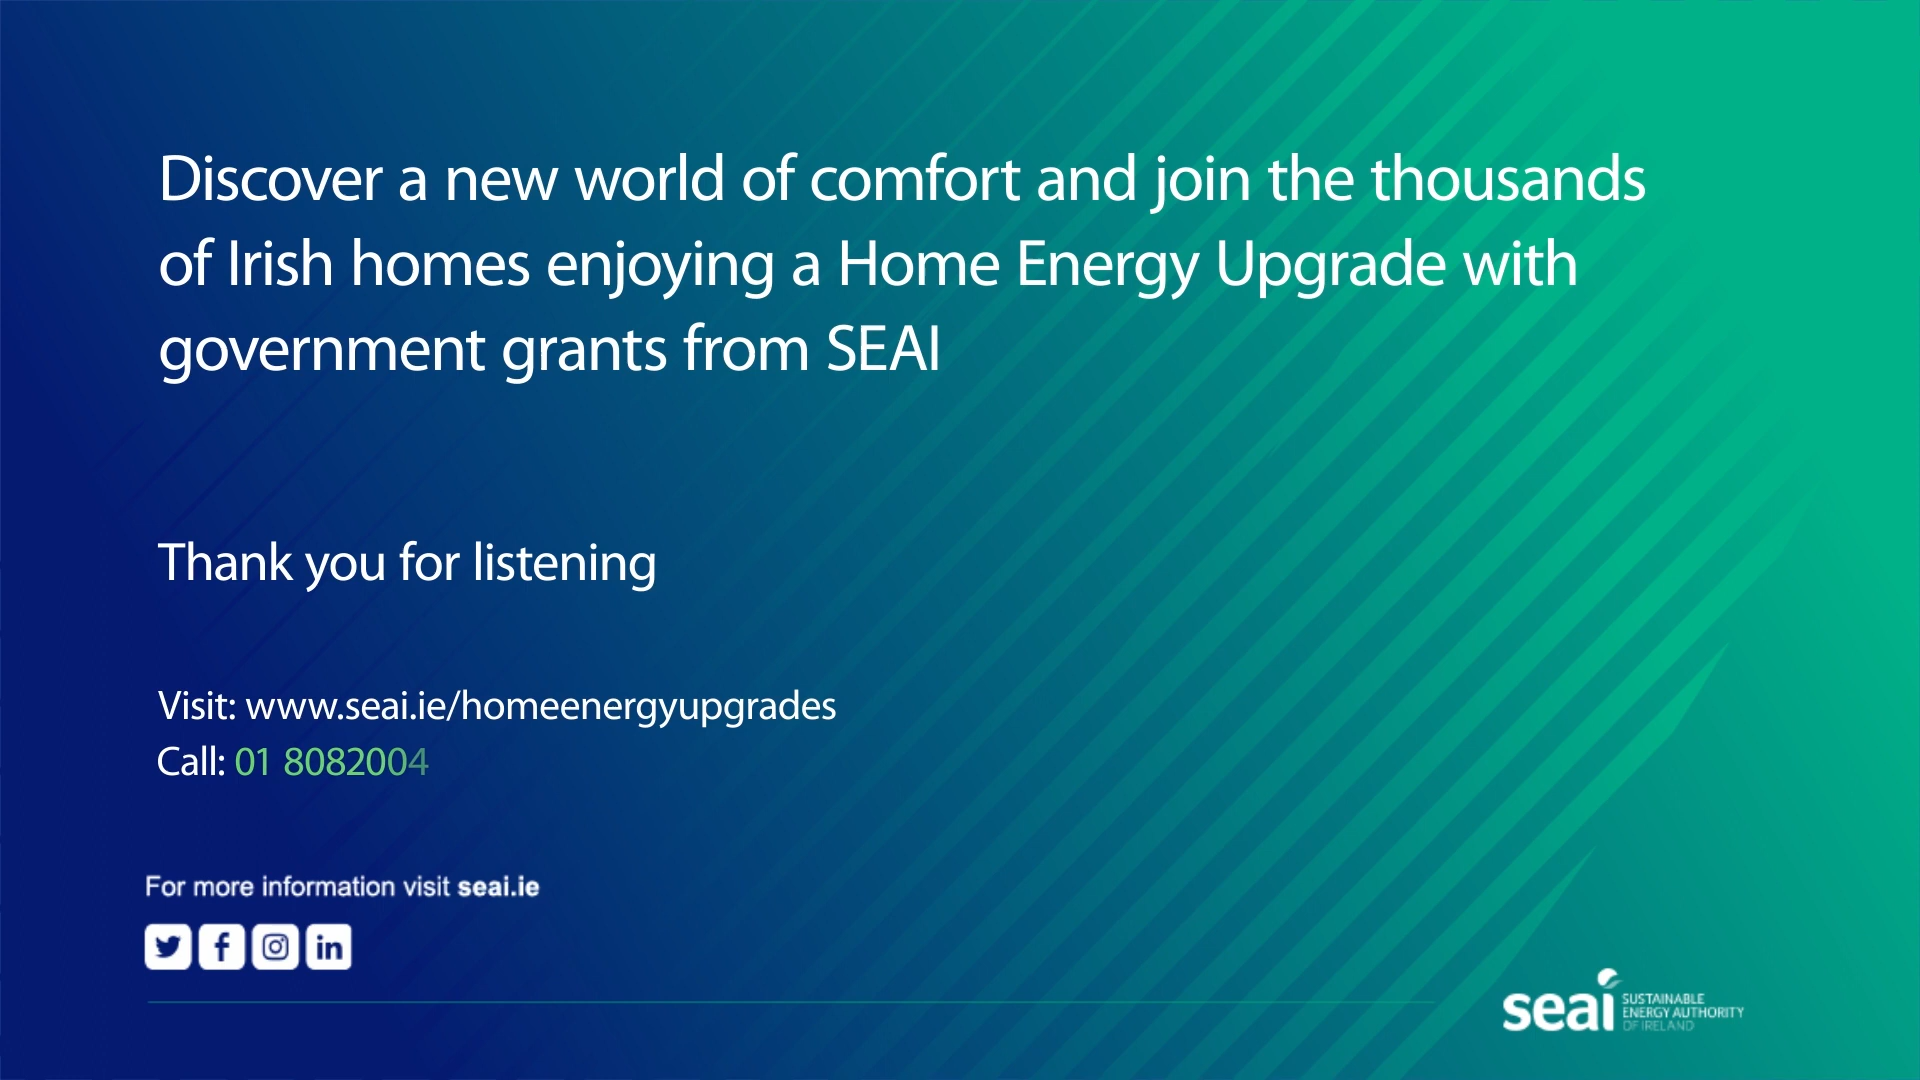 Discover a new world of comfort and join the thousands
of Irish homes enjoying a Home Energy Upgrade with
government grants from SEAI
Thank you for listening
Visit: www.seai.ie/homeenergyupgrades
Call: 01 8082004
For more information visit seai.ie
seai
SUSTAINABLE
ENERGY AUTHORITY
OF IRELAND